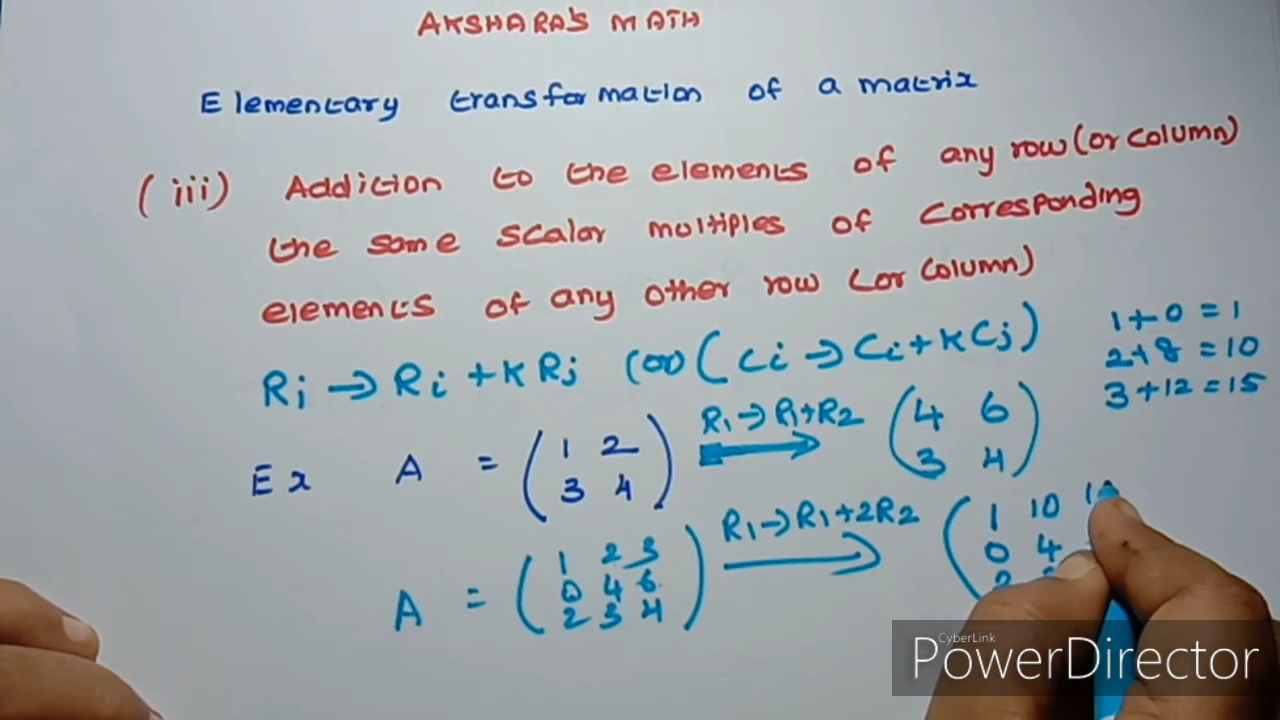 AKSHARA'S MATH
Elementary transformation of a matrix
(iii) Addition to the elements of any row (or column)
the same scalar multiples of corresponding
elements of any other row (or column)
Ri → Ri + K Rj (or) (Ci → Ci + K Cj)
1 + 0 = 1
2 + 8 = 10
3 + 12 = 15
Ex A = (1 2 R1 → R1 + R2 (4 6
3 4) 3 4)
A = (1 2 3 R1 → R1 + 2R2 (1 10
0 4 6 0 4
2 3 4)
CyberLink
PowerDirector